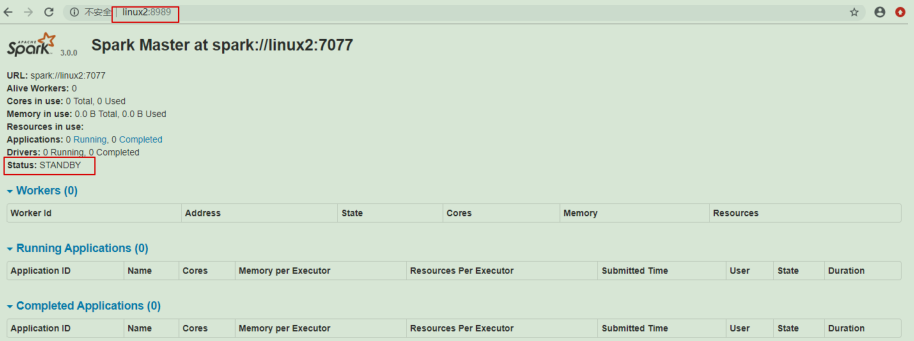 不安全 | linux2:8989
APACHE Spark 3.0.0 Spark Master at spark://linux2:7077
URL: spark://linux2:7077
Alive Workers: 0
Cores in use: 0 Total, 0 Used
Memory in use: 0.0 B Total, 0.0 B Used
Resources in use:
Applications: 0 Running, 0 Completed
Drivers: 0 Running, 0 Completed
Status: STANDBY
Workers (0)
Worker Id Address State Cores Memory Resources
Running Applications (0)
Application ID Name Cores Memory per Executor Resources Per Executor Submitted Time User State Duration
Completed Applications (0)
Application ID Name Cores Memory per Executor Resources Per Executor Submitted Time User State Duration